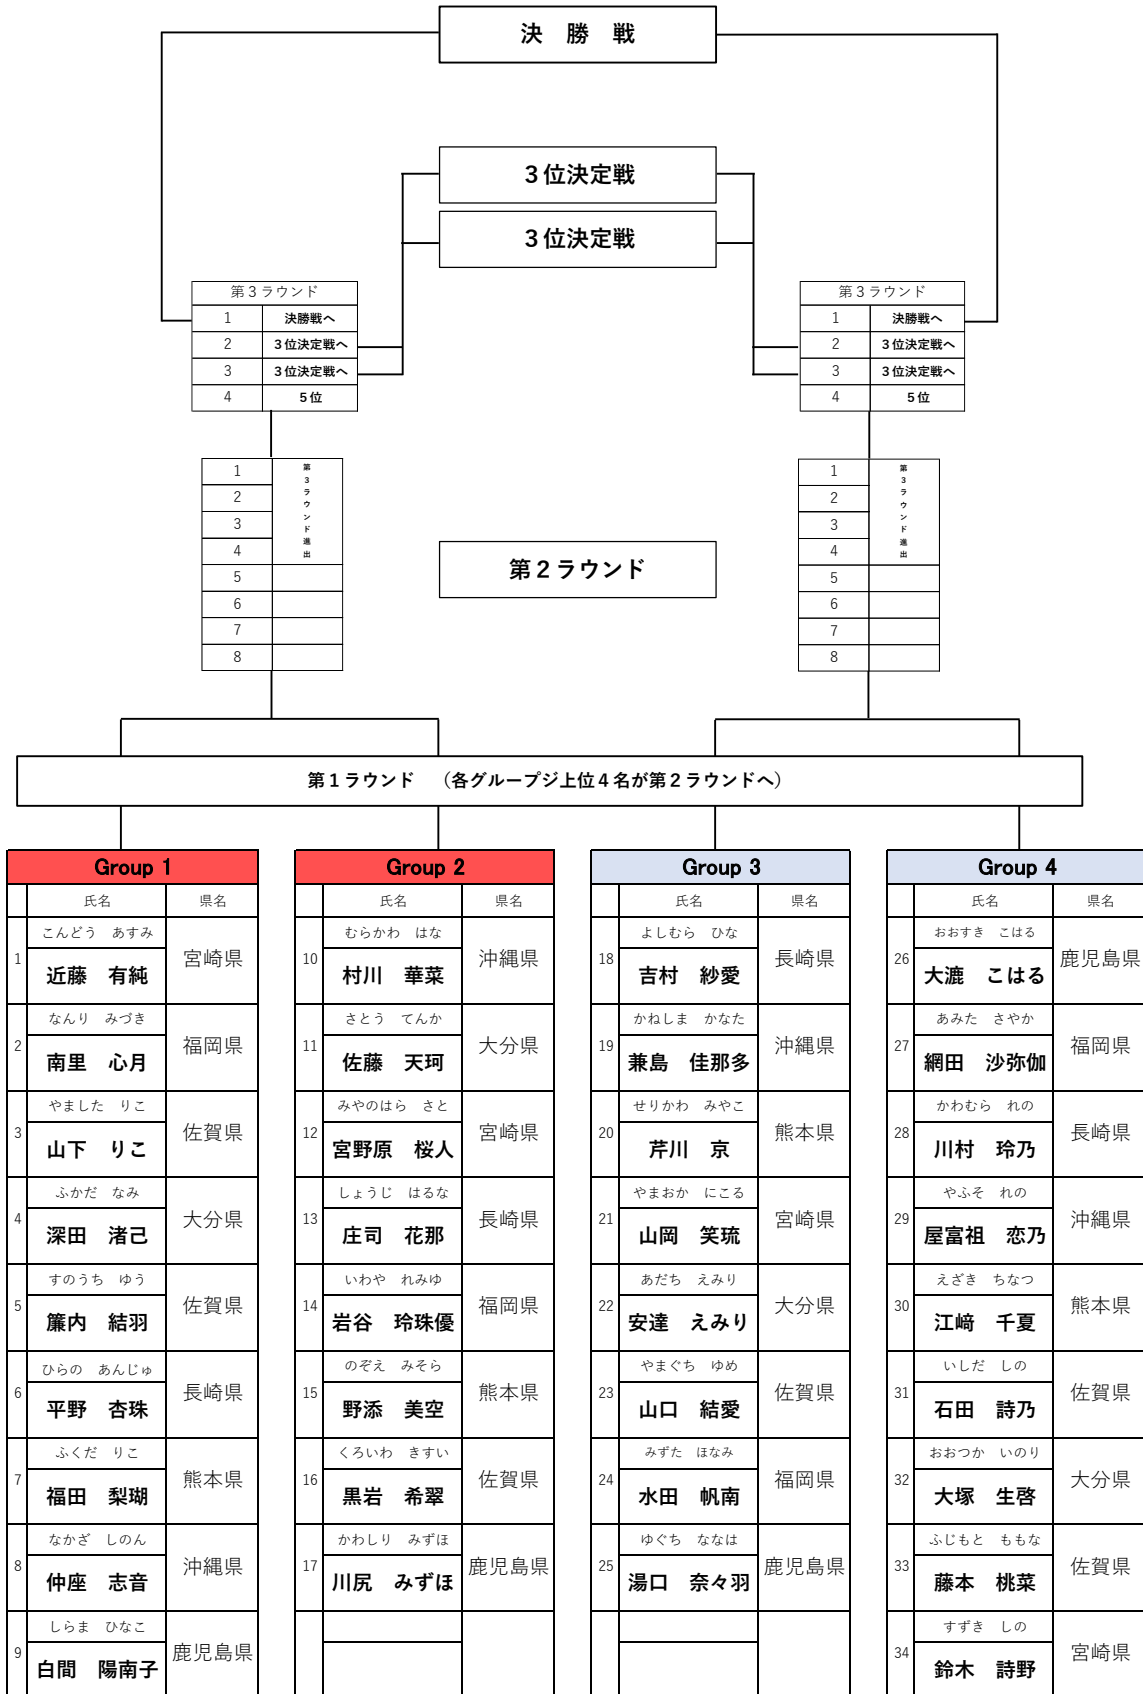 決　勝　戦
３位決定戦
３位決定戦
第３ラウンド
1 決勝戦へ
2 ３位決定戦へ
3 ３位決定戦へ
4 ５位
第３ラウンド
1 決勝戦へ
2 ３位決定戦へ
3 ３位決定戦へ
4 ５位
1
2
3
4
5
6
7
8
第３ラウンド進出
第２ラウンド
1
2
3
4
5
6
7
8
第３ラウンド進出
第１ラウンド　（各グループジ上位４名が第２ラウンドへ）
Group 1
氏名 県名
こんどう　あすみ
1 近藤　有純 宮崎県
なんり　みづき
2 南里　心月 福岡県
やました　りこ
3 山下　りこ 佐賀県
ふかだ　なみ
4 深田　渚己 大分県
すのうち　ゆう
5 簾内　結羽 佐賀県
ひらの　あんじゅ
6 平野　杏珠 長崎県
ふくだ　りこ
7 福田　梨瑚 熊本県
なかざ　しのん
8 仲座　志音 沖縄県
しらま　ひなこ
9 白間　陽南子 鹿児島県
Group 2
氏名 県名
むらかわ　はな
10 村川　華菜 沖縄県
さとう　てんか
11 佐藤　天珂 大分県
みやのはら　さと
12 宮野原　桜人 宮崎県
しょうじ　はるな
13 庄司　花那 長崎県
いわや　れみゆ
14 岩谷　玲珠優 福岡県
のぞえ　みそら
15 野添　美空 熊本県
くろいわ　きすい
16 黒岩　希翠 佐賀県
かわしり　みずほ
17 川尻　みずほ 鹿児島県
Group 3
氏名 県名
よしむら　ひな
18 吉村　紗愛 長崎県
かねしま　かなた
19 兼島　佳那多 沖縄県
せりかわ　みやこ
20 芹川　京 熊本県
やまおか　にこる
21 山岡　笑琉 宮崎県
あだち　えみり
22 安達　えみり 大分県
やまぐち　ゆめ
23 山口　結愛 佐賀県
みずた　ほなみ
24 水田　帆南 福岡県
ゆぐち　ななは
25 湯口　奈々羽 鹿児島県
Group 4
氏名 県名
おおすき　こはる
26 大漉　こはる 鹿児島県
あみた　さやか
27 網田　沙弥伽 福岡県
かわむら　れの
28 川村　玲乃 長崎県
やふそ　れの
29 屋富祖　恋乃 沖縄県
えざき　ちなつ
30 江﨑　千夏 熊本県
いしだ　しの
31 石田　詩乃 佐賀県
おおつか　いのり
32 大塚　生啓 大分県
ふじもと　ももな
33 藤本　桃菜 佐賀県
すずき　しの
34 鈴木　詩野 宮崎県